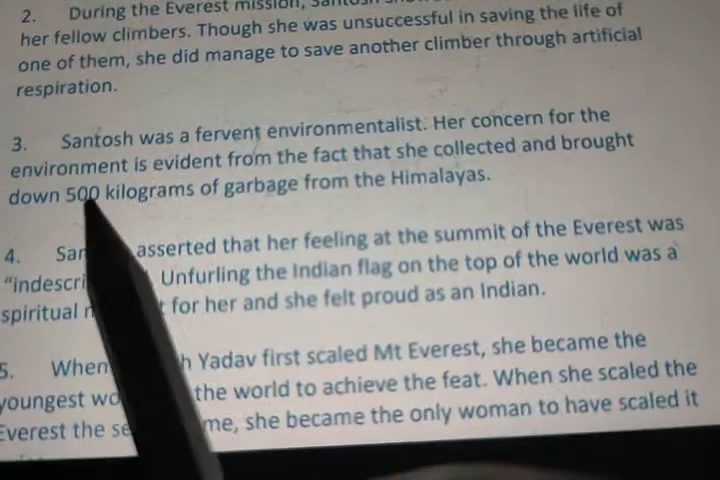 2. During the Everest mission,
her fellow climbers. Though she was unsuccessful in saving the life of
one of them, she did manage to save another climber through artificial
respiration.
3. Santosh was a fervent environmentalist. Her concern for the
environment is evident from the fact that she collected and brought
down 500 kilograms of garbage from the Himalayas.
4. asserted that her feeling at the summit of the Everest was
Unfurling the Indian flag on the top of the world was a
spiritual for her and she felt proud as an Indian.
5. When Yadav first scaled Mt Everest, she became the
youngest the world to achieve the feat. When she scaled the
Everest the she became the only woman to have scaled it